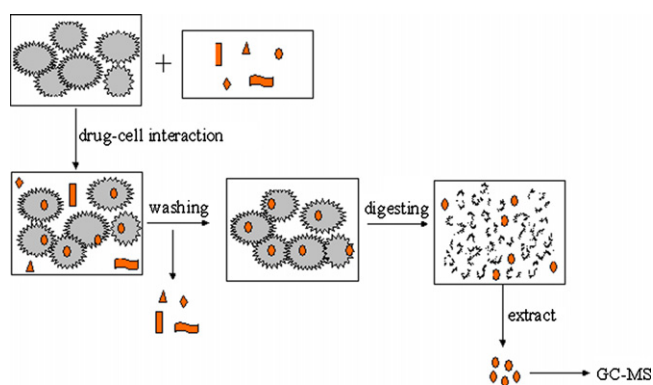 +
drug-cell interaction
washing
digesting
extract
GC-MS